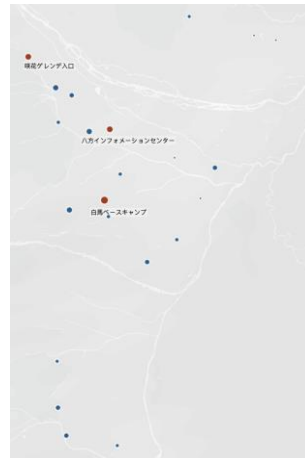 咲花ゲレンデ入口
八方インフォメーションセンター
白馬ベースキャンプ